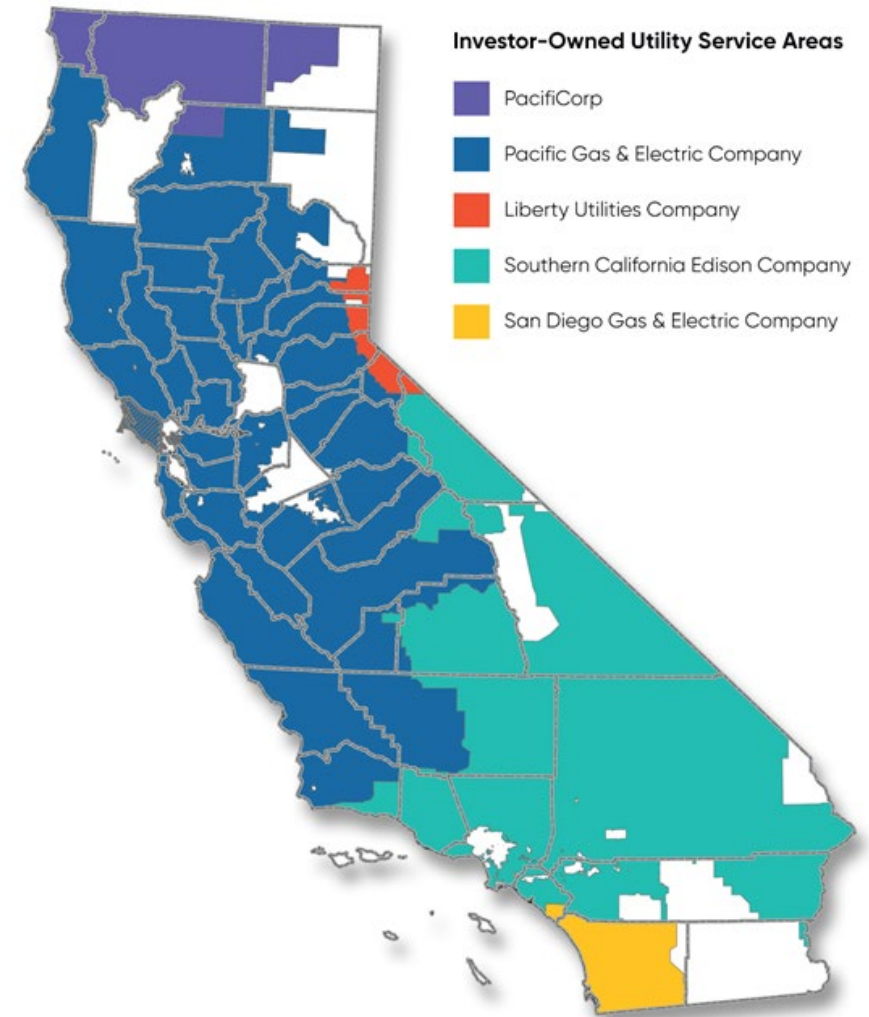 Investor-Owned Utility Service Areas
PacifiCorp
Pacific Gas & Electric Company
Liberty Utilities Company
Southern California Edison Company
San Diego Gas & Electric Company